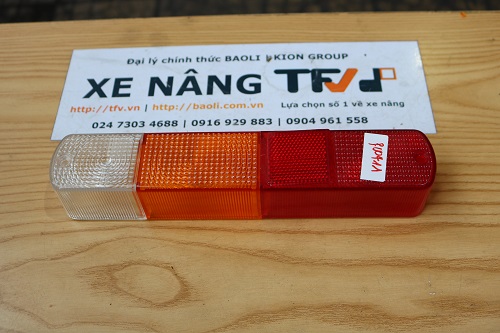 Đại lý chính thức BAOLI - KION GROUP
XE NÂNG TFV
http://tfv.vn | http://baoli.com.vn
Lựa chọn số 1 về xe nâng
024 7303 4688 | 0916 929 883 | 0904 961 558